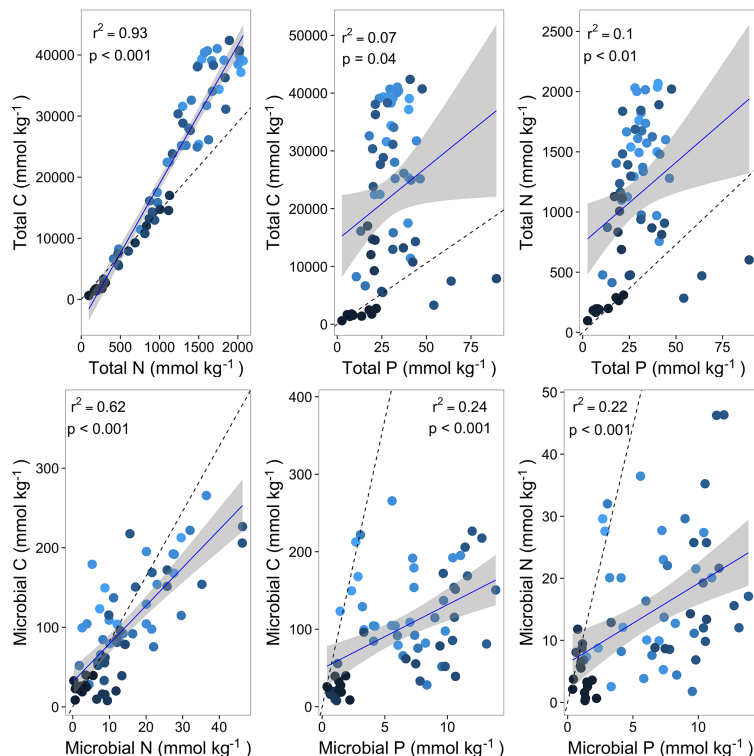 r² = 0.93
p < 0.001
Total C (mmol kg⁻¹ )
40000
30000
20000
10000
0
0 500 1000 1500 2000
Total N (mmol kg⁻¹ )
r² = 0.07
p = 0.04
Total C (mmol kg⁻¹ )
50000
40000
30000
20000
10000
0
0 25 50 75
Total P (mmol kg⁻¹ )
r² = 0.1
p < 0.01
Total N (mmol kg⁻¹ )
2500
2000
1500
1000
500
0
0 25 50 75
Total P (mmol kg⁻¹ )
r² = 0.62
p < 0.001
Microbial C (mmol kg⁻¹ )
300
200
100
0
0 10 20 30 40
Microbial N (mmol kg⁻¹ )
r² = 0.24
p < 0.001
Microbial C (mmol kg⁻¹ )
400
300
200
100
0
0 5 10
Microbial P (mmol kg⁻¹ )
r² = 0.22
p < 0.001
Microbial N (mmol kg⁻¹ )
50
40
30
20
10
0
0 5 10
Microbial P (mmol kg⁻¹ )